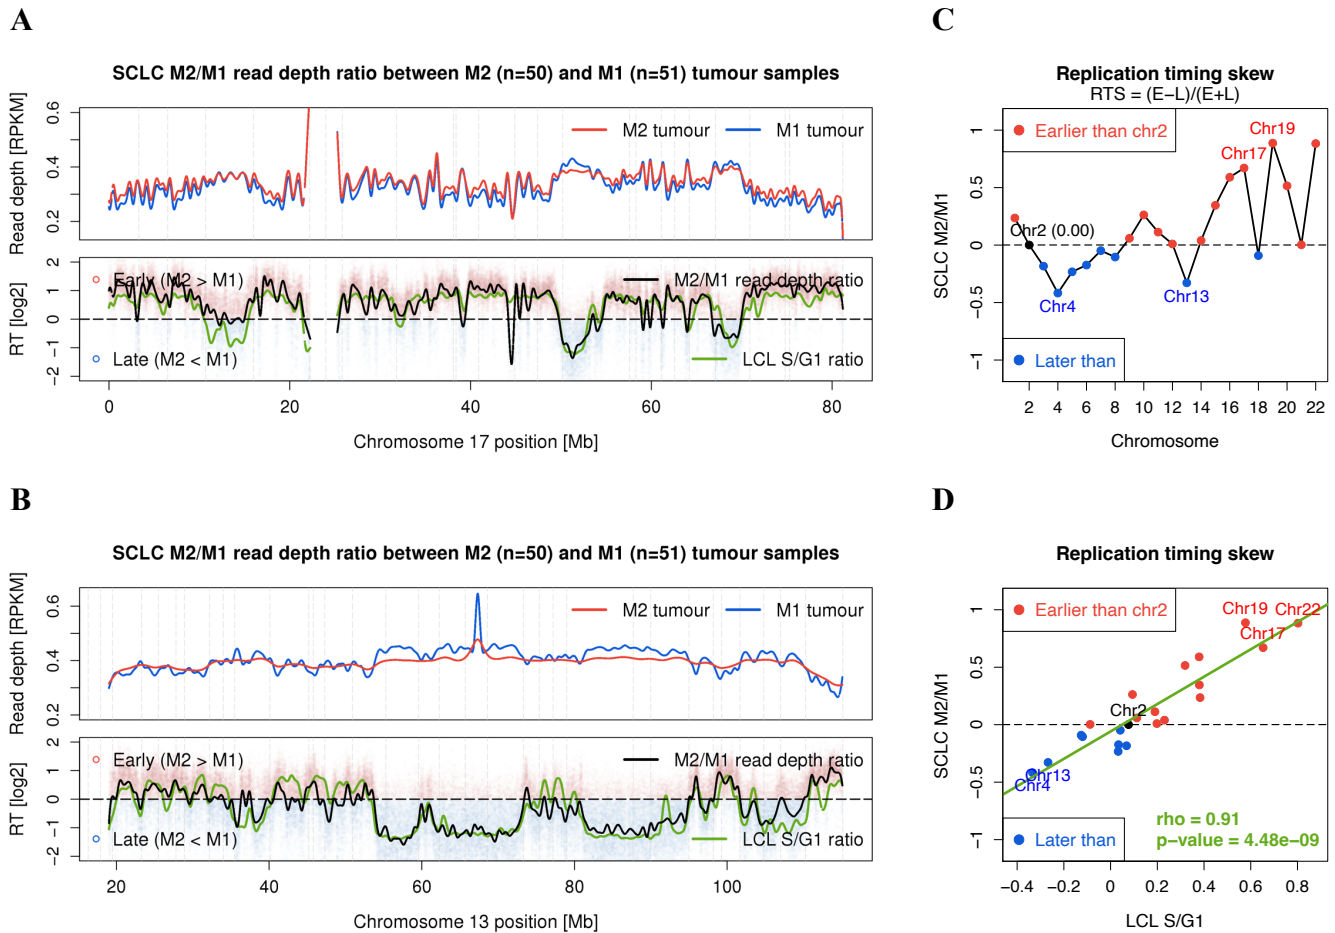 A
SCLC M2/M1 read depth ratio between M2 (n=50) and M1 (n=51) tumour samples
Read depth [RPKM]
0.6
0.4
0.2
M2 tumour
M1 tumour
RT [log2]
2
1
0
−1
−2
Early (M2 > M1)
M2/M1 read depth ratio
Late (M2 < M1)
LCL S/G1 ratio
0 20 40 60 80
Chromosome 17 position [Mb]
B
SCLC M2/M1 read depth ratio between M2 (n=50) and M1 (n=51) tumour samples
Read depth [RPKM]
0.6
0.4
0.2
M2 tumour
M1 tumour
RT [log2]
2
1
0
−1
−2
Early (M2 > M1)
M2/M1 read depth ratio
Late (M2 < M1)
LCL S/G1 ratio
20 40 60 80 100
Chromosome 13 position [Mb]
C
Replication timing skew
RTS = (E−L)/(E+L)
SCLC M2/M1
1
0.5
0
−0.5
−1
Earlier than chr2
Chr19
Chr17
Chr2 (0.00)
Chr4
Chr13
Later than
2 4 6 8 10 12 14 16 18 20 22
Chromosome
D
Replication timing skew
SCLC M2/M1
1
0.5
0
−0.5
−1
Earlier than chr2
Chr19
Chr22
Chr17
Chr2
Chr13
Chr4
rho = 0.91
p−value = 4.48e−09
Later than
−0.4 −0.2 0 0.2 0.4 0.6 0.8
LCL S/G1